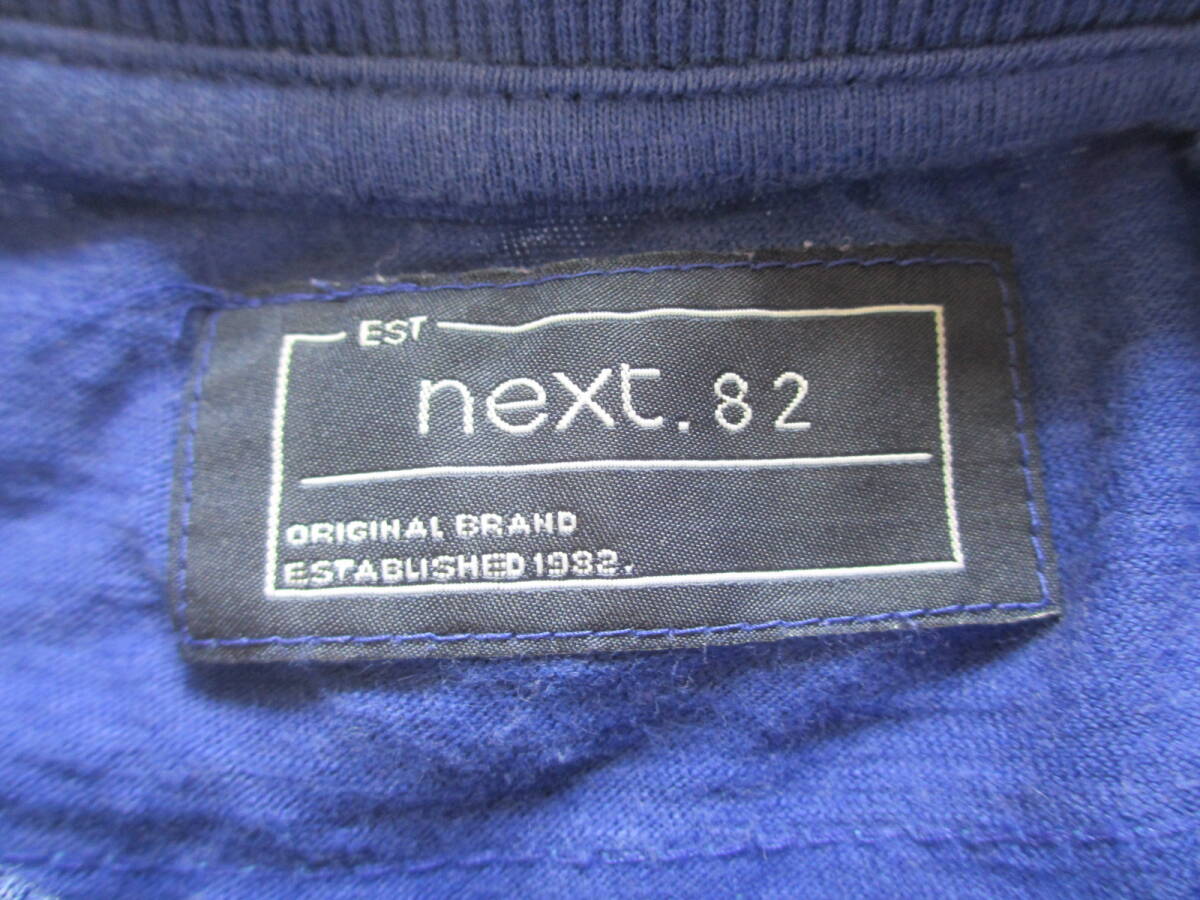 EST
next.82
ORIGINAL BRAND
ESTABLISHED 1982.